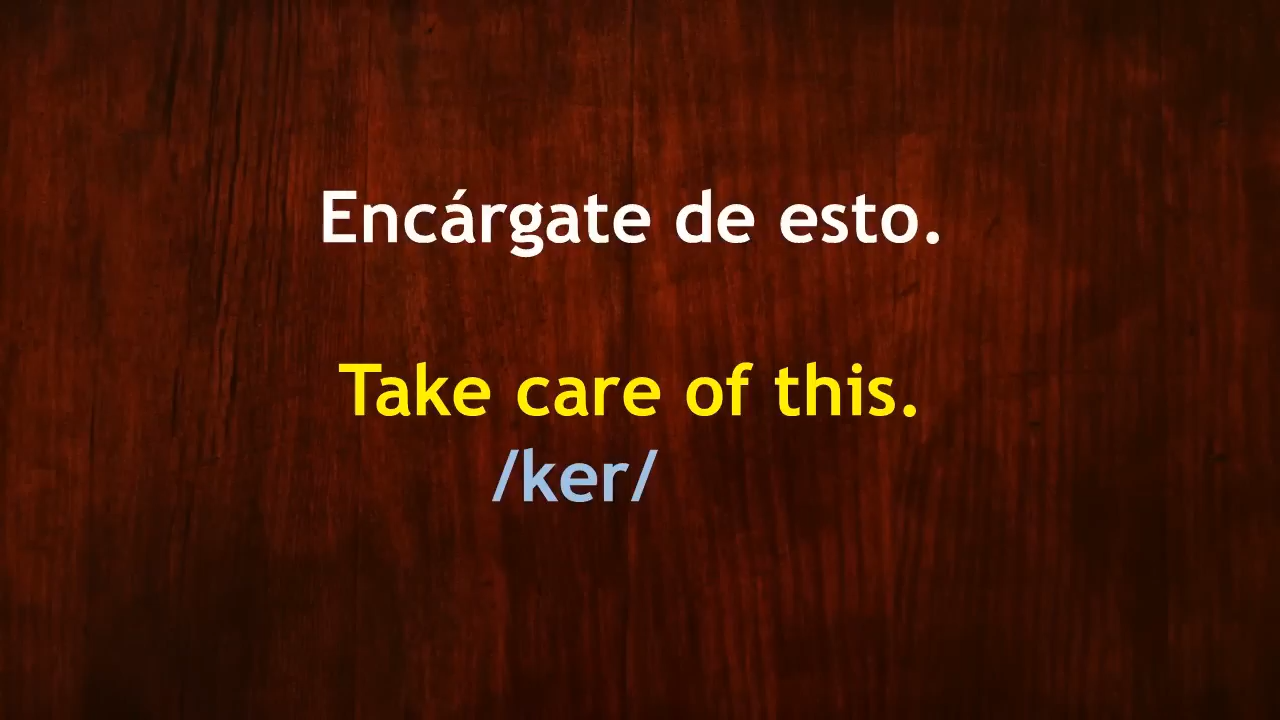 Encárgate de esto.
Take care of this.
/ker/